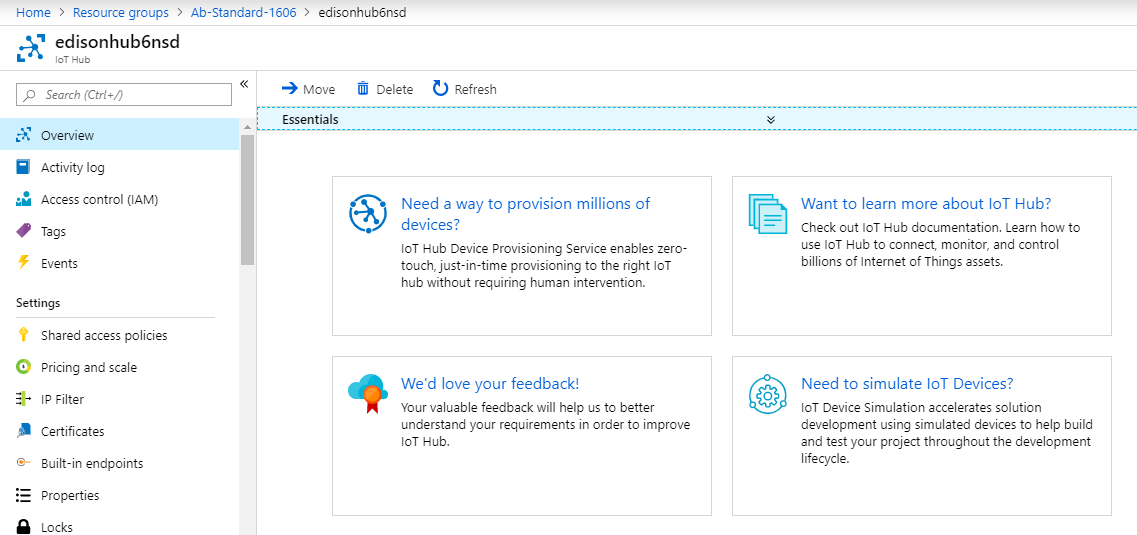 Home > Resource groups > Ab-Standard-1606 > edisonhub6nsd
edisonhub6nsd
IoT Hub
Search (Ctrl+/)
Overview
Activity log
Access control (IAM)
Tags
Events
Settings
Shared access policies
Pricing and scale
IP Filter
Certificates
Built-in endpoints
Properties
Locks
Move Delete Refresh
Essentials
Need a way to provision millions of
devices?
IoT Hub Device Provisioning Service enables zero-
touch, just-in-time provisioning to the right IoT
hub without requiring human intervention.
Want to learn more about IoT Hub?
Check out IoT Hub documentation. Learn how to
use IoT Hub to connect, monitor, and control
billions of Internet of Things assets.
We'd love your feedback!
Your valuable feedback will help us to better
understand your requirements in order to improve
IoT Hub.
Need to simulate IoT Devices?
IoT Device Simulation accelerates solution
development using simulated devices to help build
and test your project throughout the development
lifecycle.